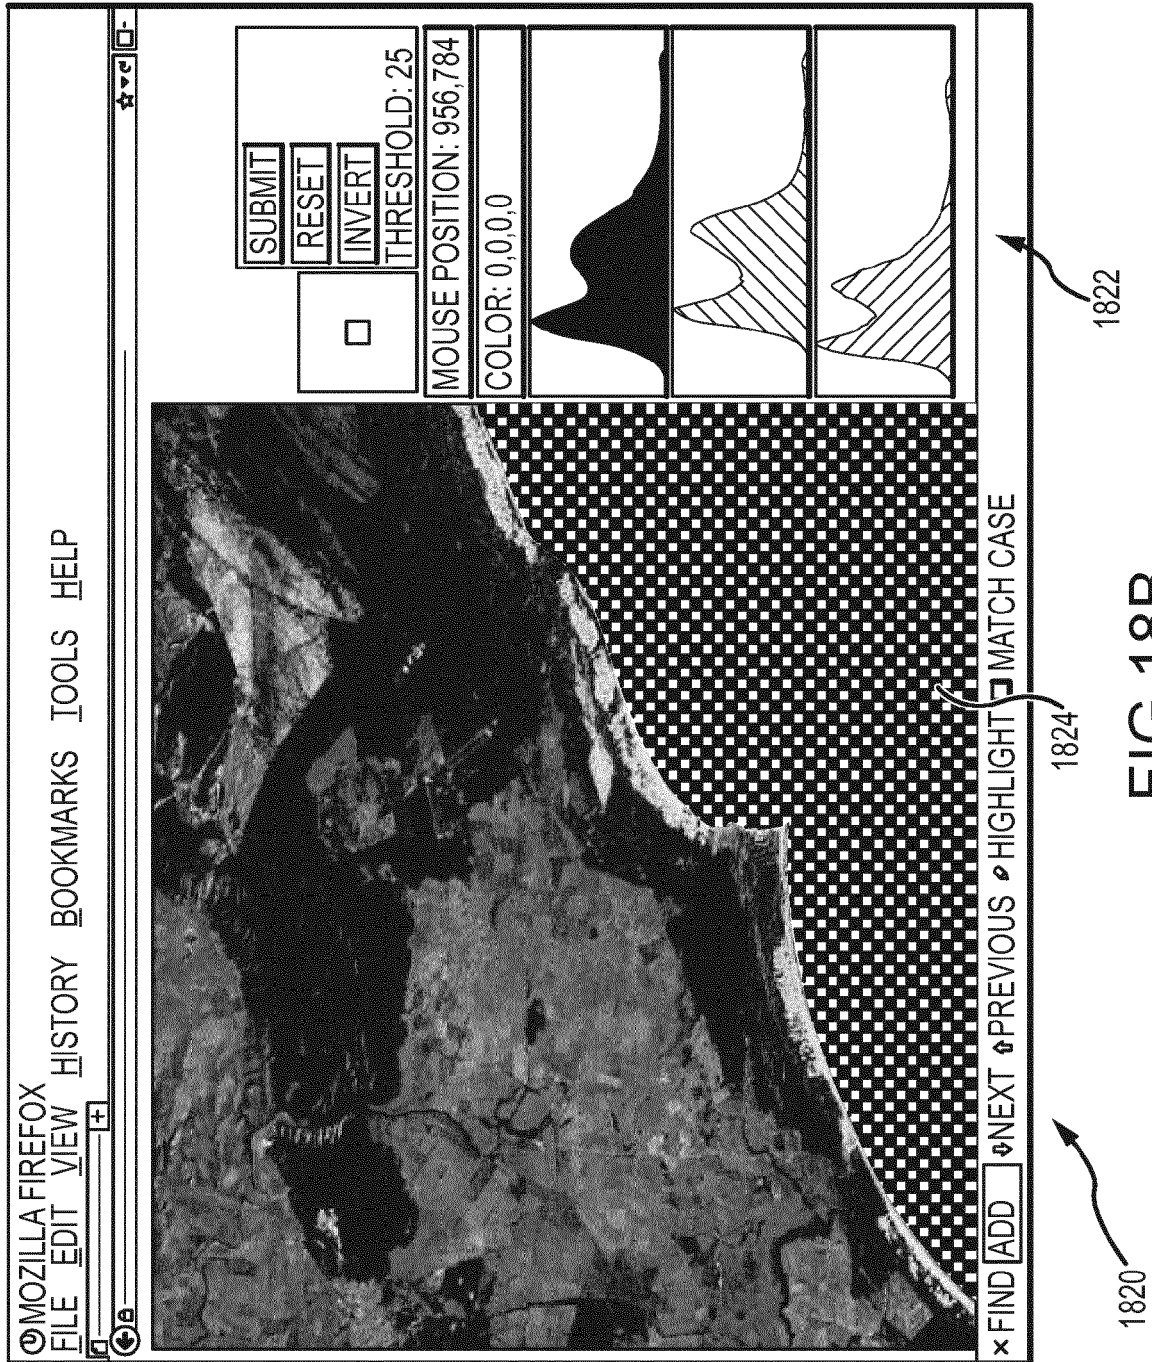 MOZILLA FIREFOX
FILE EDIT VIEW HISTORY BOOKMARKS TOOLS HELP
SUBMIT
RESET
INVERT
THRESHOLD: 25
MOUSE POSITION: 956,784
COLOR: 0,0,0,0
× FIND ADD NEXT PREVIOUS HIGHLIGHT MATCH CASE
1820
1824
1822
FIG. 18B